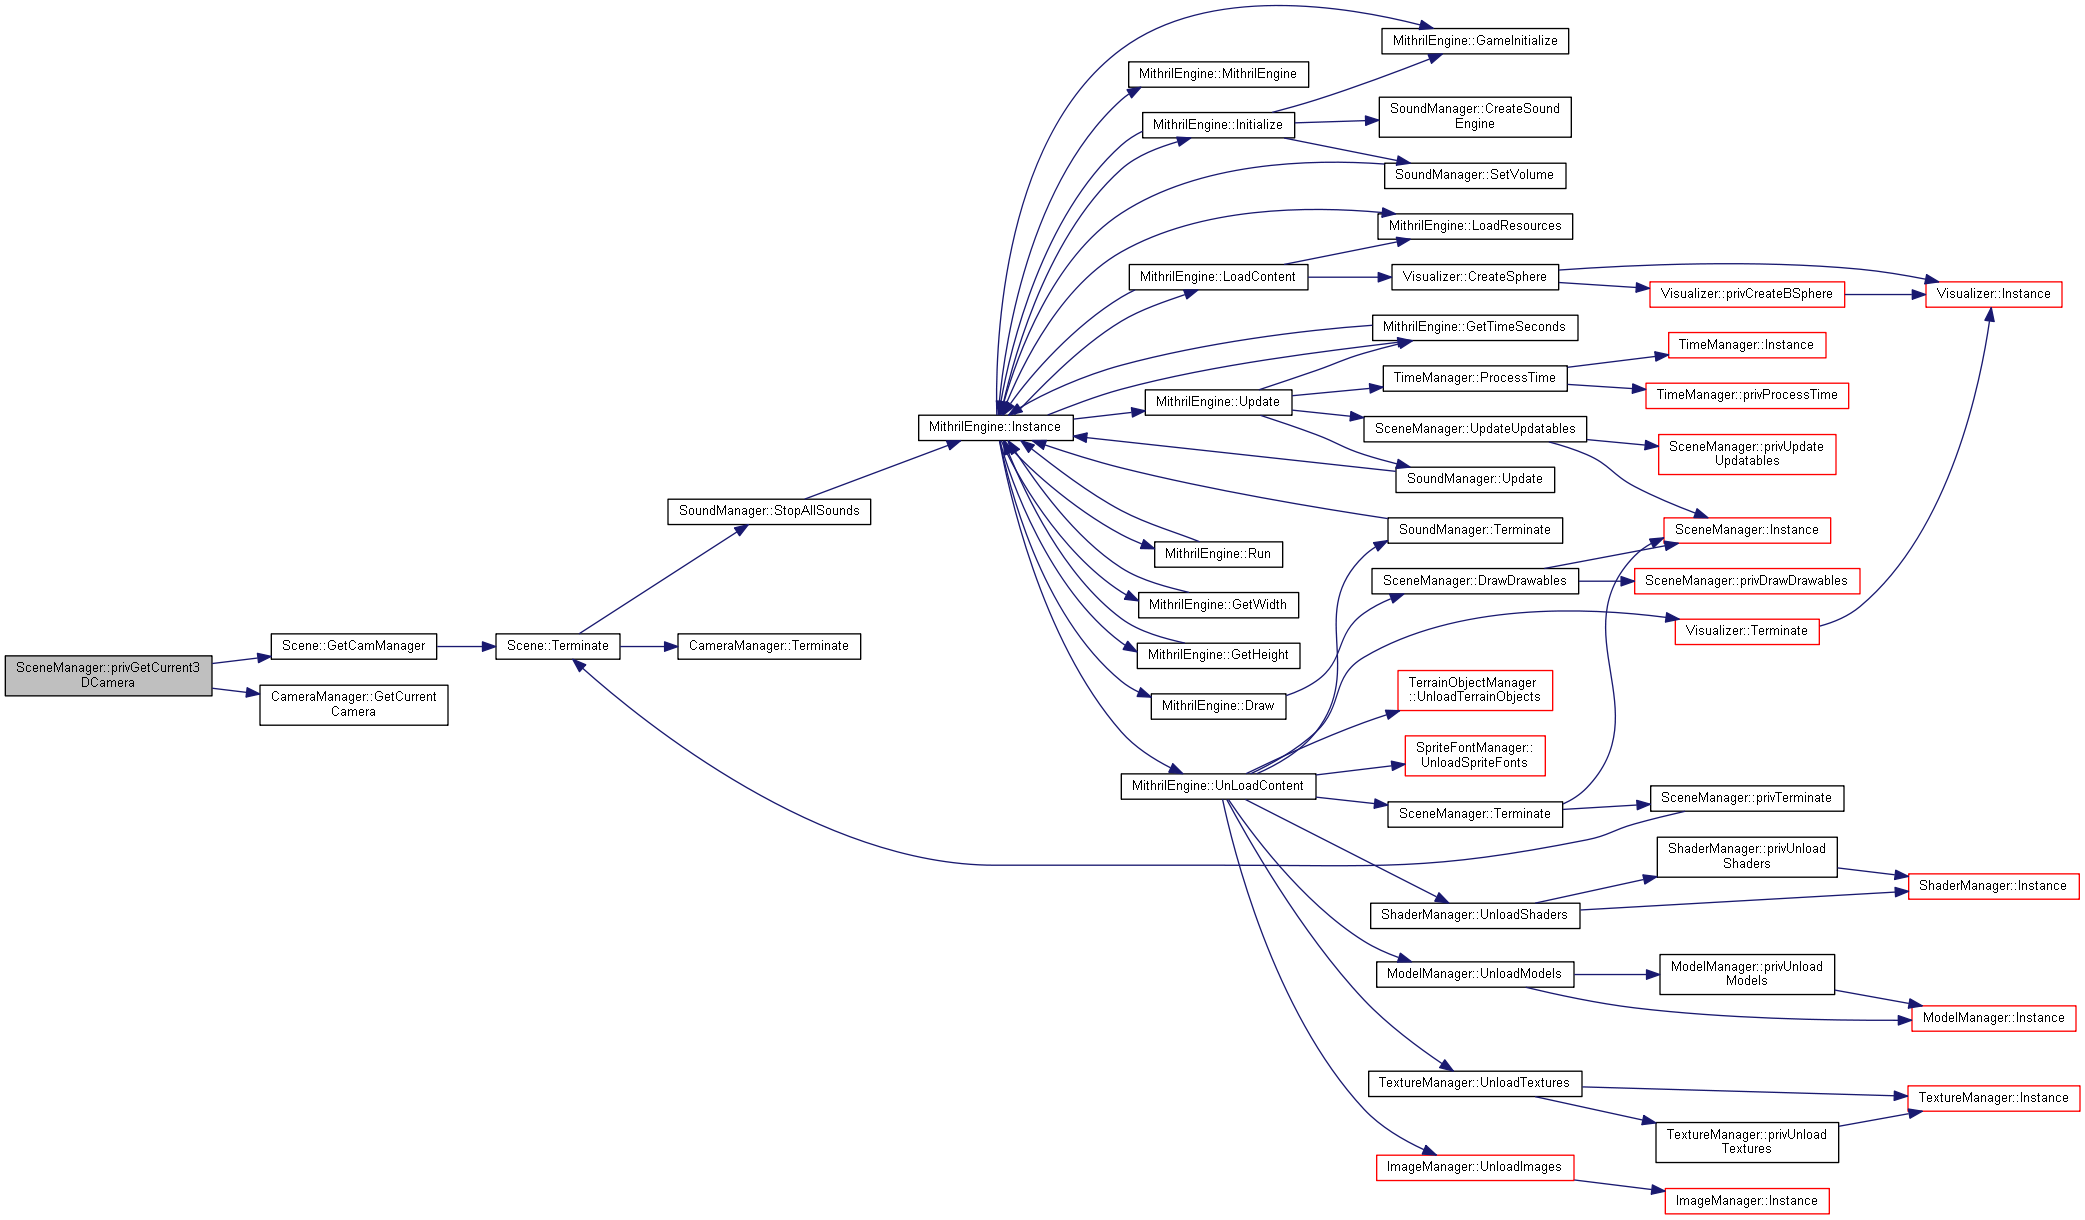 MithrilEngine::GameInitialize
MithrilEngine::MithrilEngine
SoundManager::CreateSound
Engine
MithrilEngine::Initialize
SoundManager::SetVolume
MithrilEngine::LoadResources
MithrilEngine::LoadContent
Visualizer::CreateSphere
Visualizer::privCreateBSphere
Visualizer::Instance
MithrilEngine::GetTimeSeconds
TimeManager::Instance
TimeManager::ProcessTime
TimeManager::privProcessTime
MithrilEngine::Update
MithrilEngine::Instance
SceneManager::UpdateUpdatables
SceneManager::privUpdate
Updatables
SoundManager::Update
SoundManager::StopAllSounds
SoundManager::Terminate
SceneManager::Instance
MithrilEngine::Run
SceneManager::DrawDrawables
SceneManager::privDrawDrawables
MithrilEngine::GetWidth
Visualizer::Terminate
Scene::GetCamManager
Scene::Terminate
CameraManager::Terminate
MithrilEngine::GetHeight
SceneManager::privGetCurrent3
DCamera
CameraManager::GetCurrent
Camera
TerrainObjectManager
::UnloadTerrainObjects
MithrilEngine::Draw
SpriteFontManager::
UnloadSpriteFonts
MithrilEngine::UnLoadContent
SceneManager::Terminate
SceneManager::privTerminate
ShaderManager::privUnload
Shaders
ShaderManager::Instance
ShaderManager::UnloadShaders
ModelManager::UnloadModels
ModelManager::privUnload
Models
ModelManager::Instance
TextureManager::UnloadTextures
TextureManager::Instance
TextureManager::privUnload
Textures
ImageManager::UnloadImages
ImageManager::Instance